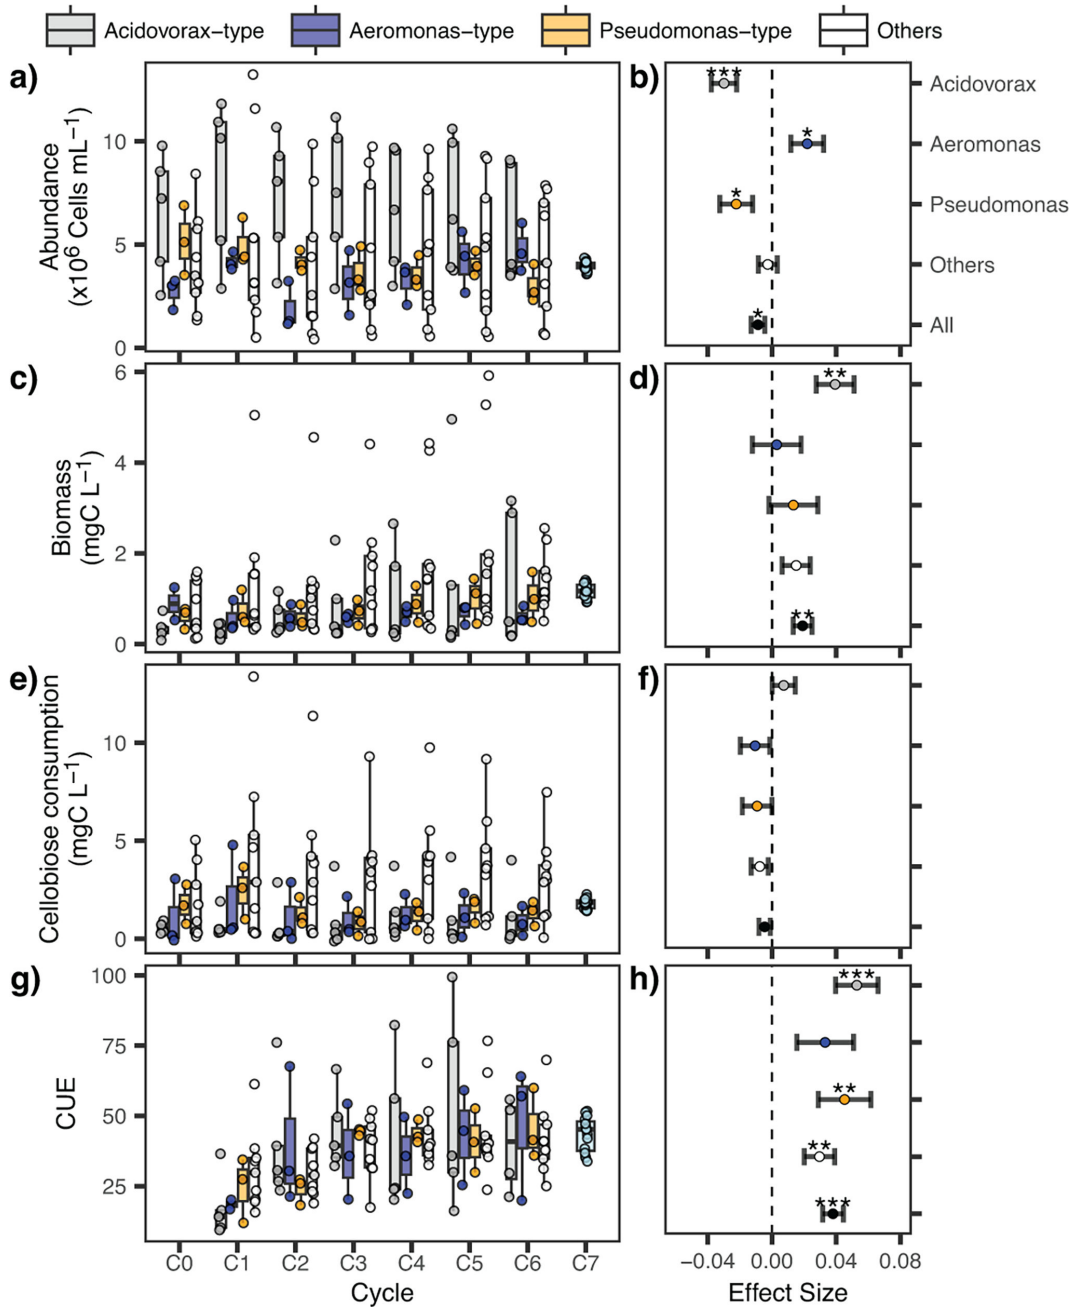 Acidovorax−type Aeromonas−type Pseudomonas−type Others
a)
Abundance
(x10⁶ Cells mL⁻¹)
10
5
0
b)
***
*
*
*
Acidovorax
Aeromonas
Pseudomonas
Others
All
c)
Biomass
(mgC L⁻¹)
6
4
2
0
d)
**
**
e)
Cellobiose consumption
(mgC L⁻¹)
10
5
0
f)
g)
CUE
100
75
50
25
h)
***
**
**
***
C0 C1 C2 C3 C4 C5 C6 C7
Cycle
−0.04 0.00 0.04 0.08
Effect Size